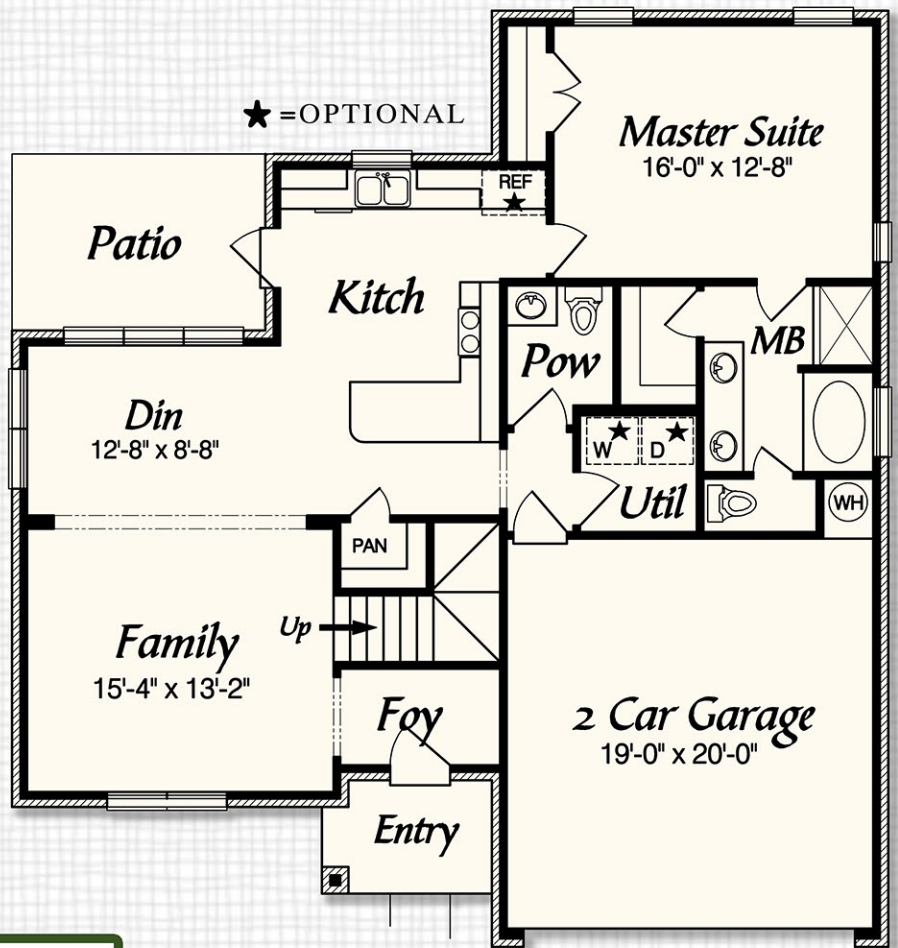 ★ =OPTIONAL
Master Suite
16'-0" x 12'-8"
REF
★
Patio
Kitch
MB
Pow
Din
12'-8" x 8'-8"
W ★ D ★
Util
WH
PAN
Up
Family
15'-4" x 13'-2"
Foy
2 Car Garage
19'-0" x 20'-0"
Entry